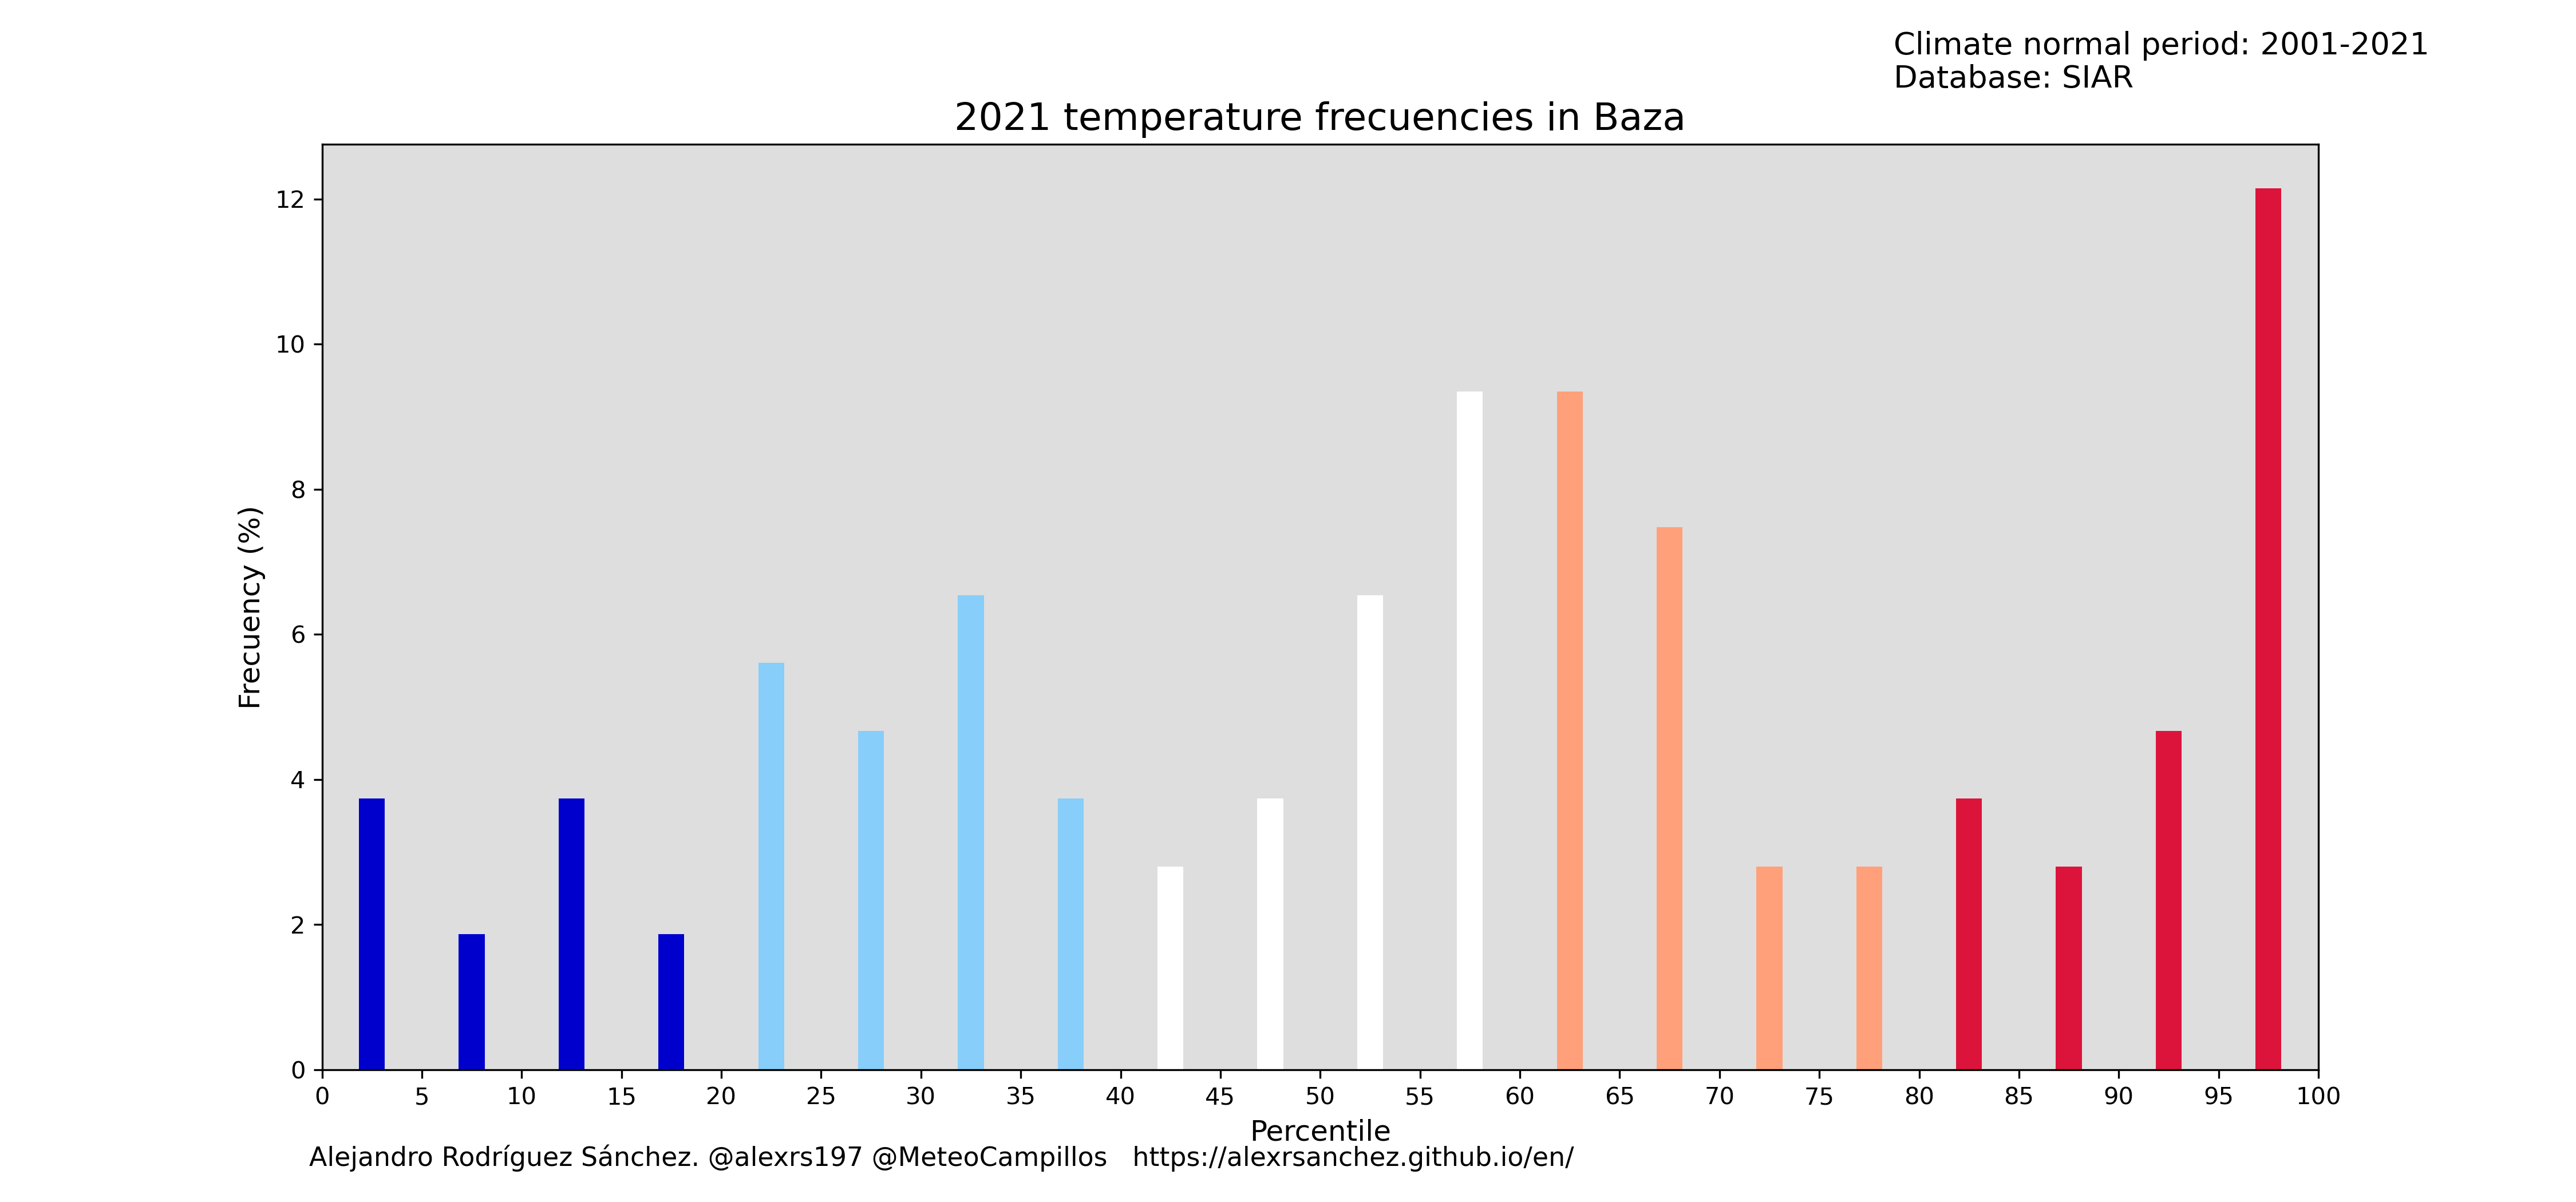 Climate normal period: 2001-2021
Database: SIAR
2021 temperature frecuencies in Baza
12
10
8
6
4
2
0
Frecuency (%)
0 5 10 15 20 25 30 35 40 45 50 55 60 65 70 75 80 85 90 95 100
Percentile
Alejandro Rodríguez Sánchez. @alexrs197 @MeteoCampillos https://alexrsanchez.github.io/en/